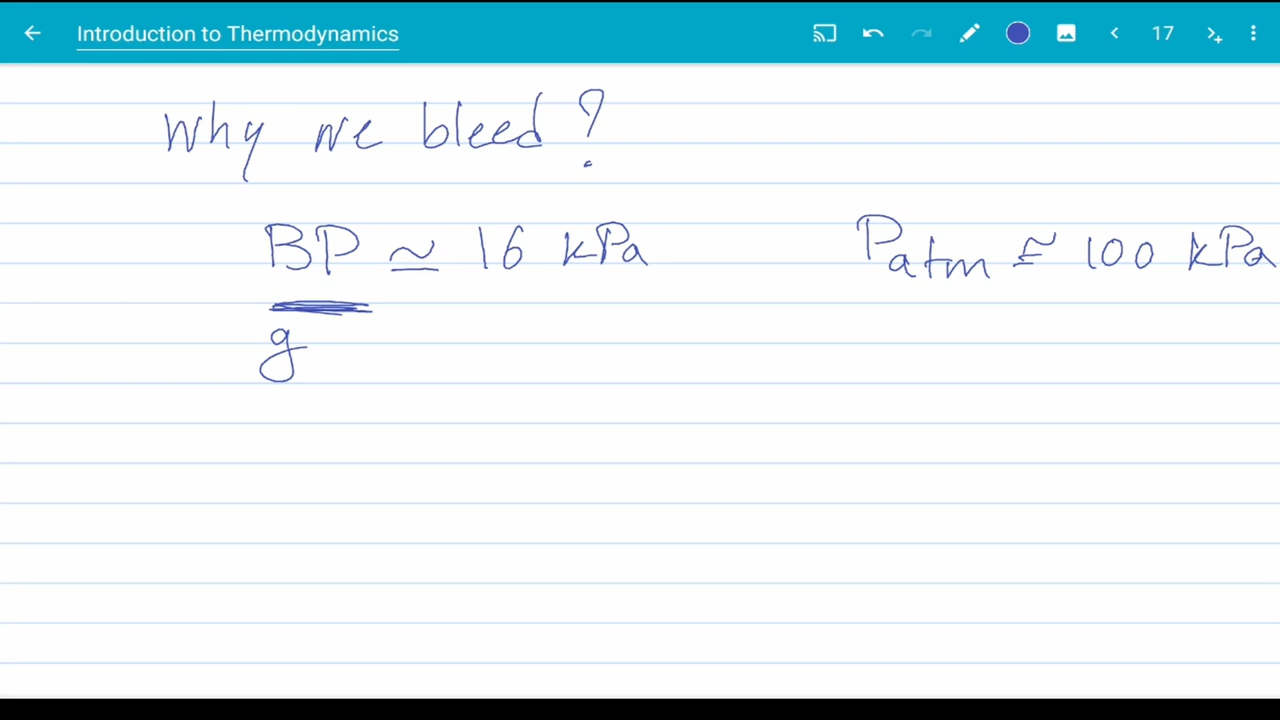 Introduction to Thermodynamics 17
Why we bleed?
BP ≃ 16 kPa Patm ≃ 100 kPa
g